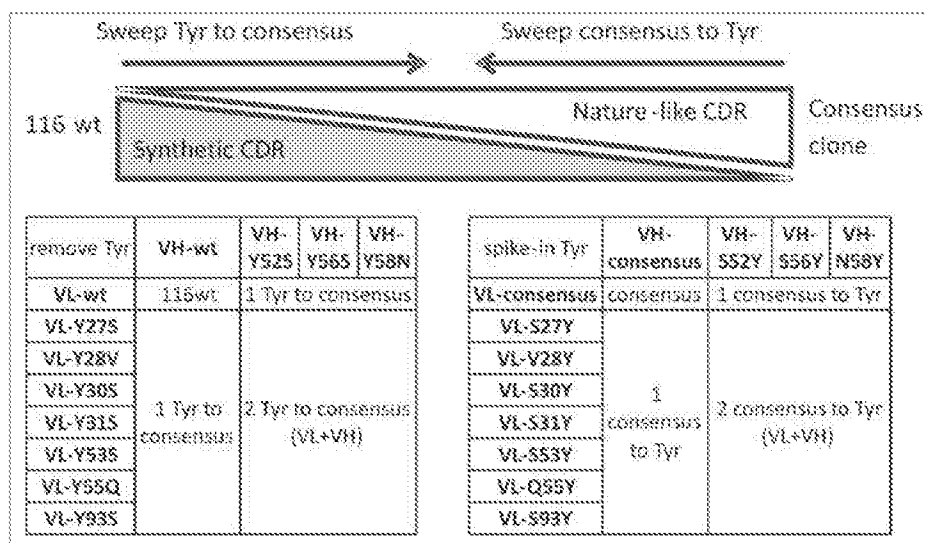 Sweep Tyr to consensus Sweep consensus to Tyr
116 wt
Nature-like CDR
Synthetic CDR
Consensus
clone
remove Tyr VH-wt VH-Y52S VH-Y56S VH-Y58N
VL-wt 116wt 1 Tyr to consensus
VL-Y27S
VL-Y28V
VL-Y30S
VL-Y31S
VL-Y53S
VL-Y55Q
VL-Y93S
1 Tyr to
consensus
2 Tyr to consensus
(VL+VH)
spike-in Tyr VH-consensus VH-S52Y VH-S56Y VH-N58Y
VL-consensus consensus 1 consensus to Tyr
VL-S27Y
VL-V28Y
VL-S30Y
VL-S31Y
VL-S53Y
VL-Q55Y
VL-S93Y
1
consensus
to Tyr
2 consensus to Tyr
(VL+VH)